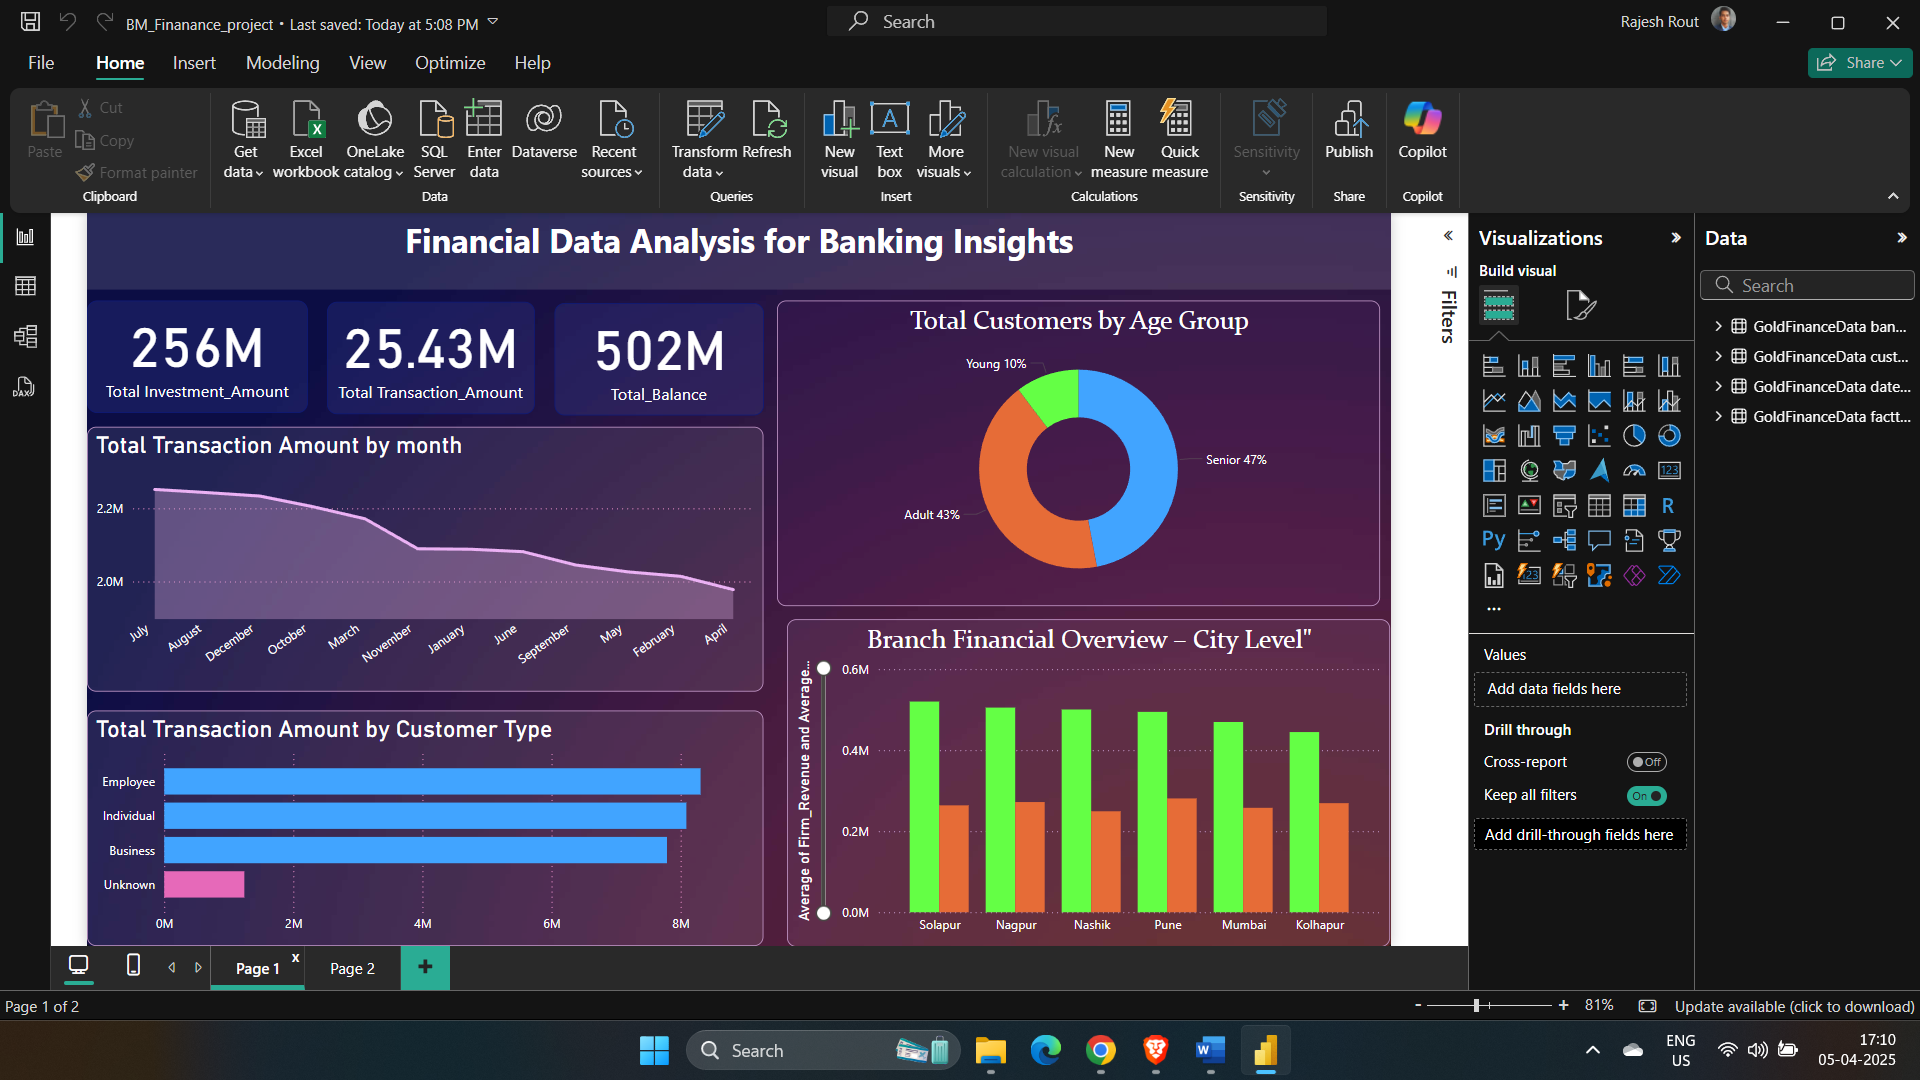 BM_Finanance_project • Last saved: Today at 5:08 PM
Search
Rajesh Rout
File Home Insert Modeling View Optimize Help
Share
Paste
Cut
Copy
Format painter
Clipboard
Get data
Excel workbook
OneLake catalog
SQL Server
Enter data
Dataverse
Recent sources
Data
Transform data
Refresh
Queries
New visual
Text box
More visuals
Insert
New visual calculation
New measure
Quick measure
Calculations
Sensitivity
Sensitivity
Publish
Share
Copilot
Copilot
Financial Data Analysis for Banking Insights
256M
Total Investment_Amount
25.43M
Total Transaction_Amount
502M
Total_Balance
Total Transaction Amount by month
2.2M
2.0M
July August December October March November January June September May February April
Total Customers by Age Group
Young 10%
Senior 47%
Adult 43%
Total Transaction Amount by Customer Type
Employee
Individual
Business
Unknown
0M 2M 4M 6M 8M
Branch Financial Overview – City Level"
Average of Firm_Revenue and Average...
0.6M
0.4M
0.2M
0.0M
Solapur Nagpur Nashik Pune Mumbai Kolhapur
Filters
Visualizations
Build visual
123
R
Py
123
...
Values
Add data fields here
Drill through
Cross-report
Off
Keep all filters
On
Add drill-through fields here
Data
Search
GoldFinanceData ban...
GoldFinanceData cust...
GoldFinanceData date...
GoldFinanceData factt...
DAX
Page 1
x
Page 2
+
Page 1 of 2
- + 81%
Update available (click to download)
Search
ENG
US
17:10
05-04-2025